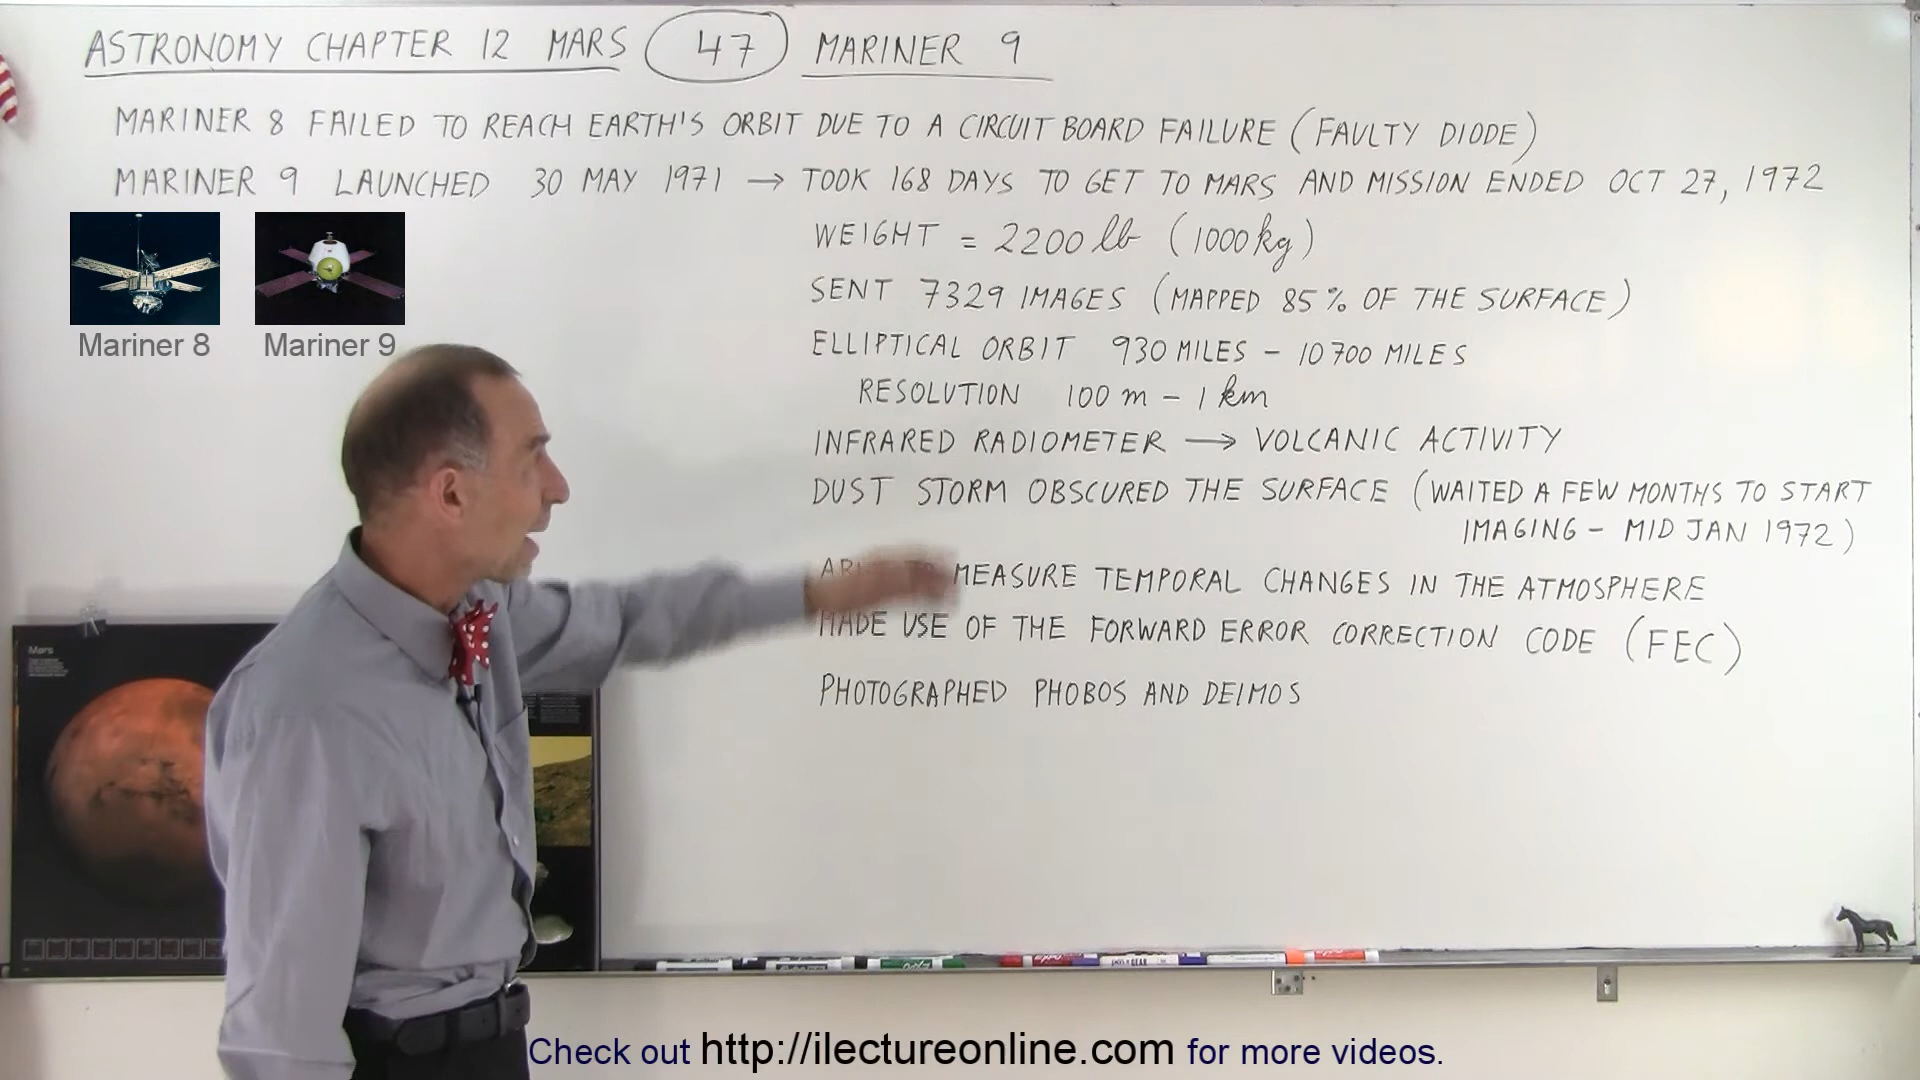 ASTRONOMY CHAPTER 12 MARS 47 MARINER 9
MARINER 8 FAILED TO REACH EARTH'S ORBIT DUE TO A CIRCUIT BOARD FAILURE (FAULTY DIODE)
MARINER 9 LAUNCHED 30 MAY 1971 → TOOK 168 DAYS TO GET TO MARS AND MISSION ENDED OCT 27, 1972
WEIGHT = 2200 lb (1000 kg)
SENT 7329 IMAGES (MAPPED 85% OF THE SURFACE)
Mariner 8 Mariner 9
ELLIPTICAL ORBIT 930 MILES - 10700 MILES
RESOLUTION 100 m - 1 km
INFRARED RADIOMETER → VOLCANIC ACTIVITY
DUST STORM OBSCURED THE SURFACE (WAITED A FEW MONTHS TO START
IMAGING - MID JAN 1972)
MEASURE TEMPORAL CHANGES IN THE ATMOSPHERE
MADE USE OF THE FORWARD ERROR CORRECTION CODE (FEC)
Mars
PHOTOGRAPHED PHOBOS AND DEIMOS
EXPO
Check out http://ilectureonline.com for more videos.